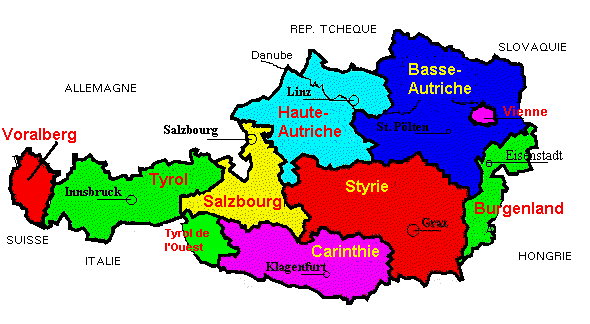 REP. TCHEQUE
SLOVAQUIE
Danube
ALLEMAGNE
Basse-
Autriche
Linz
Haute-
Autriche
Vienne
St. Pölten
Salzbourg
Voralberg
Eisenstadt
Tyrol
Innsbruck
Salzbourg
Styrie
Burgenland
Graz
Tyrol de
l'Ouest
SUISSE
ITALIE
Carinthie
Klagenfurt
HONGRIE